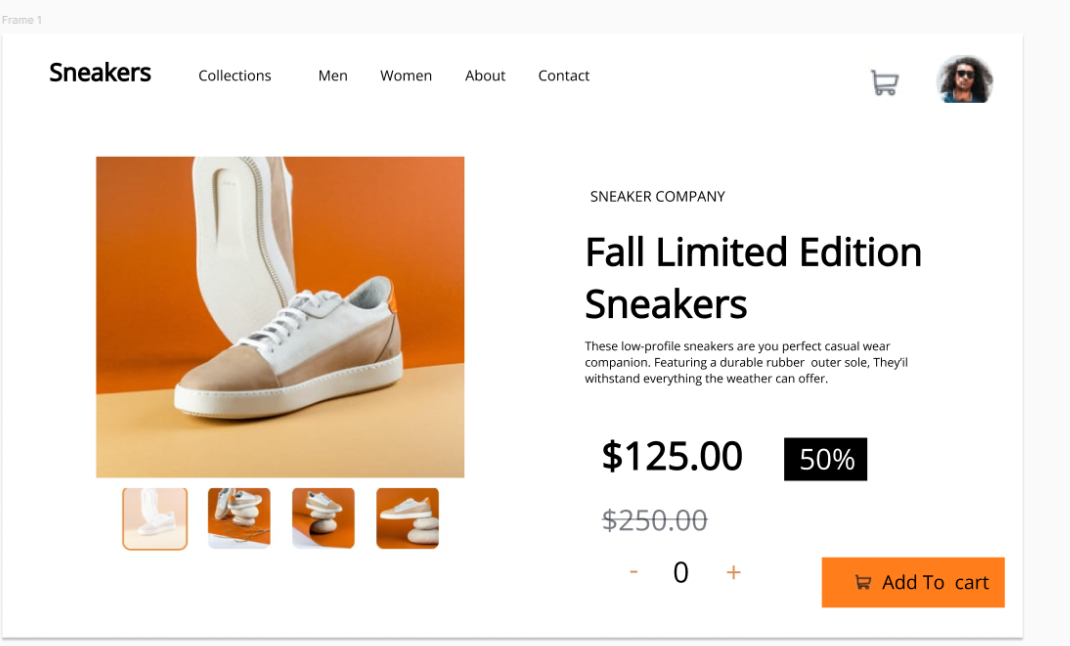 Frame 1
Sneakers
Collections Men Women About Contact
SNEAKER COMPANY
Fall Limited Edition
Sneakers
These low-profile sneakers are you perfect casual wear
companion. Featuring a durable rubber  outer sole, They'il
withstand everything the weather can offer.
$125.00 50%
$250.00
- 0 +
Add To  cart